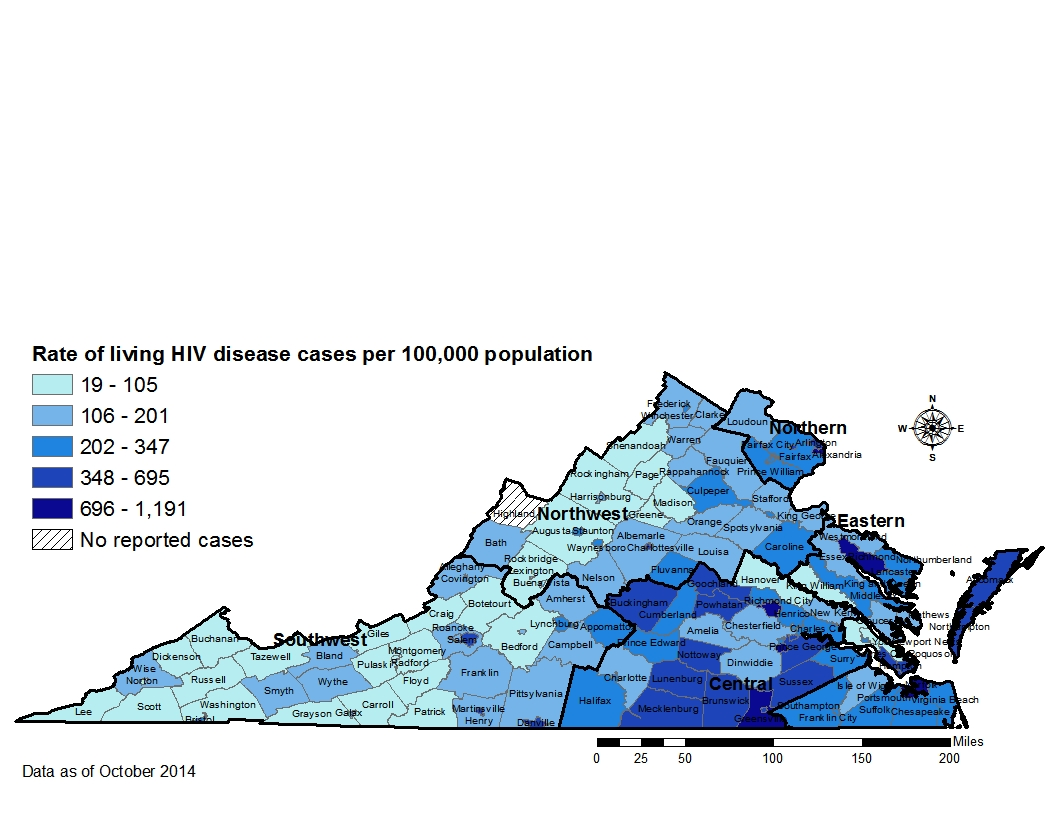 Rate of living HIV disease cases per 100,000 population
19 - 105
106 - 201
202 - 347
348 - 695
696 - 1,191
No reported cases
N
W
E
S
Northern
Northwest
Eastern
Southwest
Central
Frederick
Winchester
Clarke
Loudoun
Shenandoah
Warren
Fairfax City
Arlington
Fairfax
Alexandria
Fauquier
Prince William
Rockingham
Page
Rappahannock
Culpeper
Harrisonburg
Madison
Stafford
Highland
Greene
Orange
King George
Augusta
Staunton
Albemarle
Spotsylvania
Westmoreland
Bath
Waynesboro
Charlottesville
Louisa
Caroline
Essex
Richmond
Northumberland
Rockbridge
Lexington
Alleghany
Covington
Nelson
Fluvanna
Goochland
Hanover
King William
Lancaster
Accomack
Buena Vista
Botetourt
Amherst
Buckingham
Powhatan
Cumberland
Richmond City
Henrico
New Kent
Mathews
Northampton
Craig
Lynchburg
Appomattox
Amelia
Chesterfield
Charles City
Buchanan
Giles
Roanoke
Salem
Bedford
Campbell
Prince Edward
Nottoway
Prince George
Newport News
Poquoson
Dickenson
Tazewell
Bland
Montgomery
Radford
Pulaski
Dinwiddie
Surry
Hampton
Wise
Norton
Russell
Smyth
Wythe
Floyd
Franklin
Pittsylvania
Charlotte
Lunenburg
Sussex
Isle of Wight
Lee
Scott
Washington
Bristol
Grayson
Galax
Carroll
Patrick
Martinsville
Henry
Danville
Halifax
Mecklenburg
Brunswick
Greensville
Southampton
Franklin City
Portsmouth
Suffolk
Virginia Beach
Chesapeake
Miles
0 25 50 100 150 200
Data as of October 2014